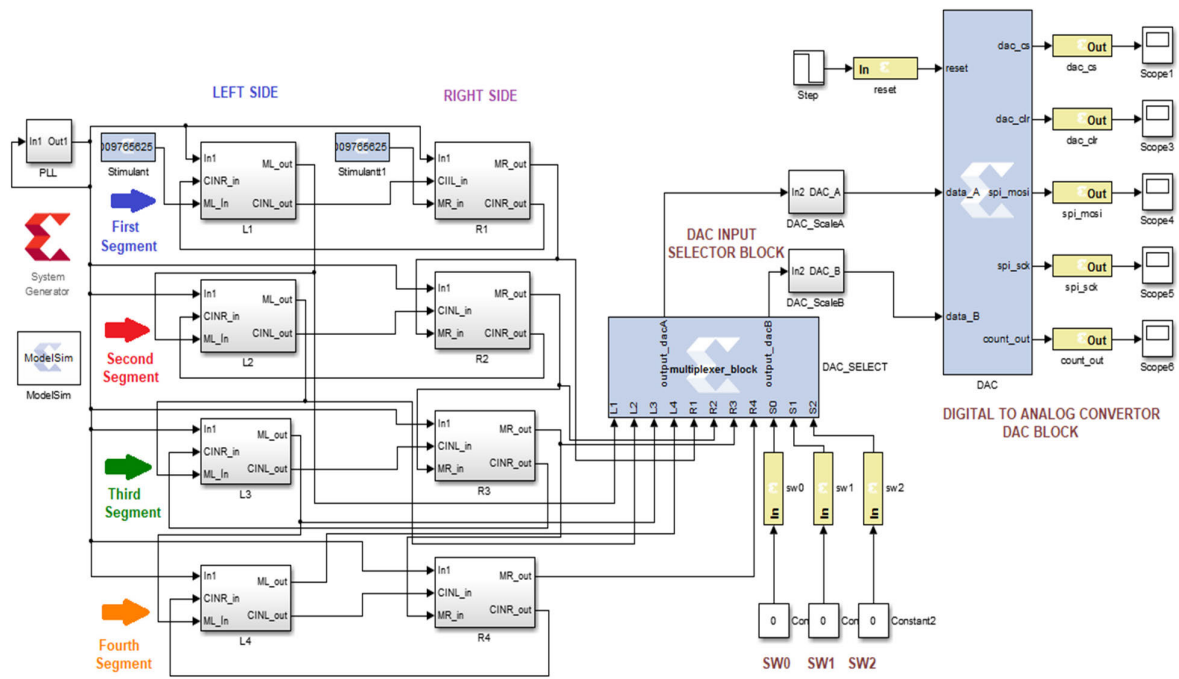 LEFT SIDE
RIGHT SIDE
In1 Out1
PLL
009765625
Stimulant
009765625
Stimulantt1
In1
CINR_in
ML_In
ML_out
CINL_out
L1
In1
CIIL_in
MR_in
MR_out
CINR_out
R1
First
Segment
System
Generator
In1
CINR_in
ML_In
ML_out
CINL_out
L2
In1
CINL_in
MR_in
MR_out
CINR_out
R2
Second
Segment
ModelSim
ModelSim
In1
CINR_in
ML_In
ML_out
CINL_out
L3
In1
CINL_in
MR_in
MR_out
CINR_out
R3
Third
Segment
In1
CINR_in
ML_In
ML_out
CINL_out
L4
In1
CINL_in
MR_in
MR_out
CINR_out
R4
Fourth
Segment
DAC INPUT
SELECTOR BLOCK
In2 DAC_A
DAC_ScaleA
In2 DAC_B
DAC_ScaleB
output_dacA
output_dacB
multiplexer_block
DAC_SELECT
L1
L2
L3
L4
R1
R2
R3
R4
S0
S1
S2
In
sw0
In
sw1
In
sw2
0
Con
0
Con
0
Constant2
SW0
SW1
SW2
Step
In
reset
reset
data_A
data_B
dac_cs
dac_clr
spi_mosi
spi_sck
count_out
DAC
Out
dac_cs
Scope1
Out
dac_clr
Scope3
Out
spi_mosi
Scope4
Out
spi_sck
Scope5
Out
count_out
Scope6
DIGITAL TO ANALOG CONVERTOR
DAC BLOCK